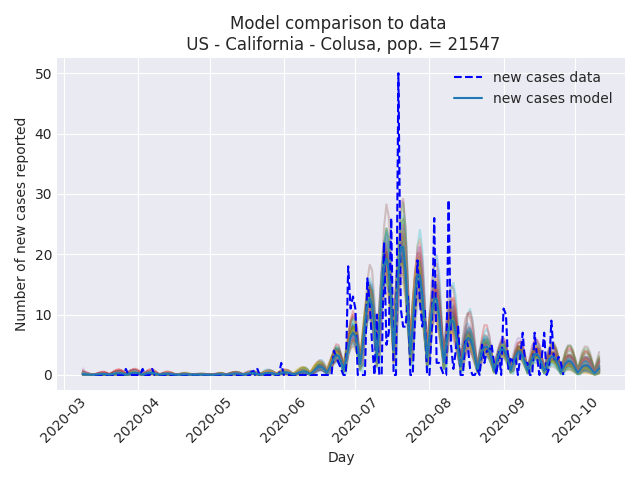 Model comparison to data
US - California - Colusa, pop. = 21547
new cases data
new cases model
Number of new cases reported
50
40
30
20
10
0
2020-03
2020-04
2020-05
2020-06
2020-07
2020-08
2020-09
2020-10
Day